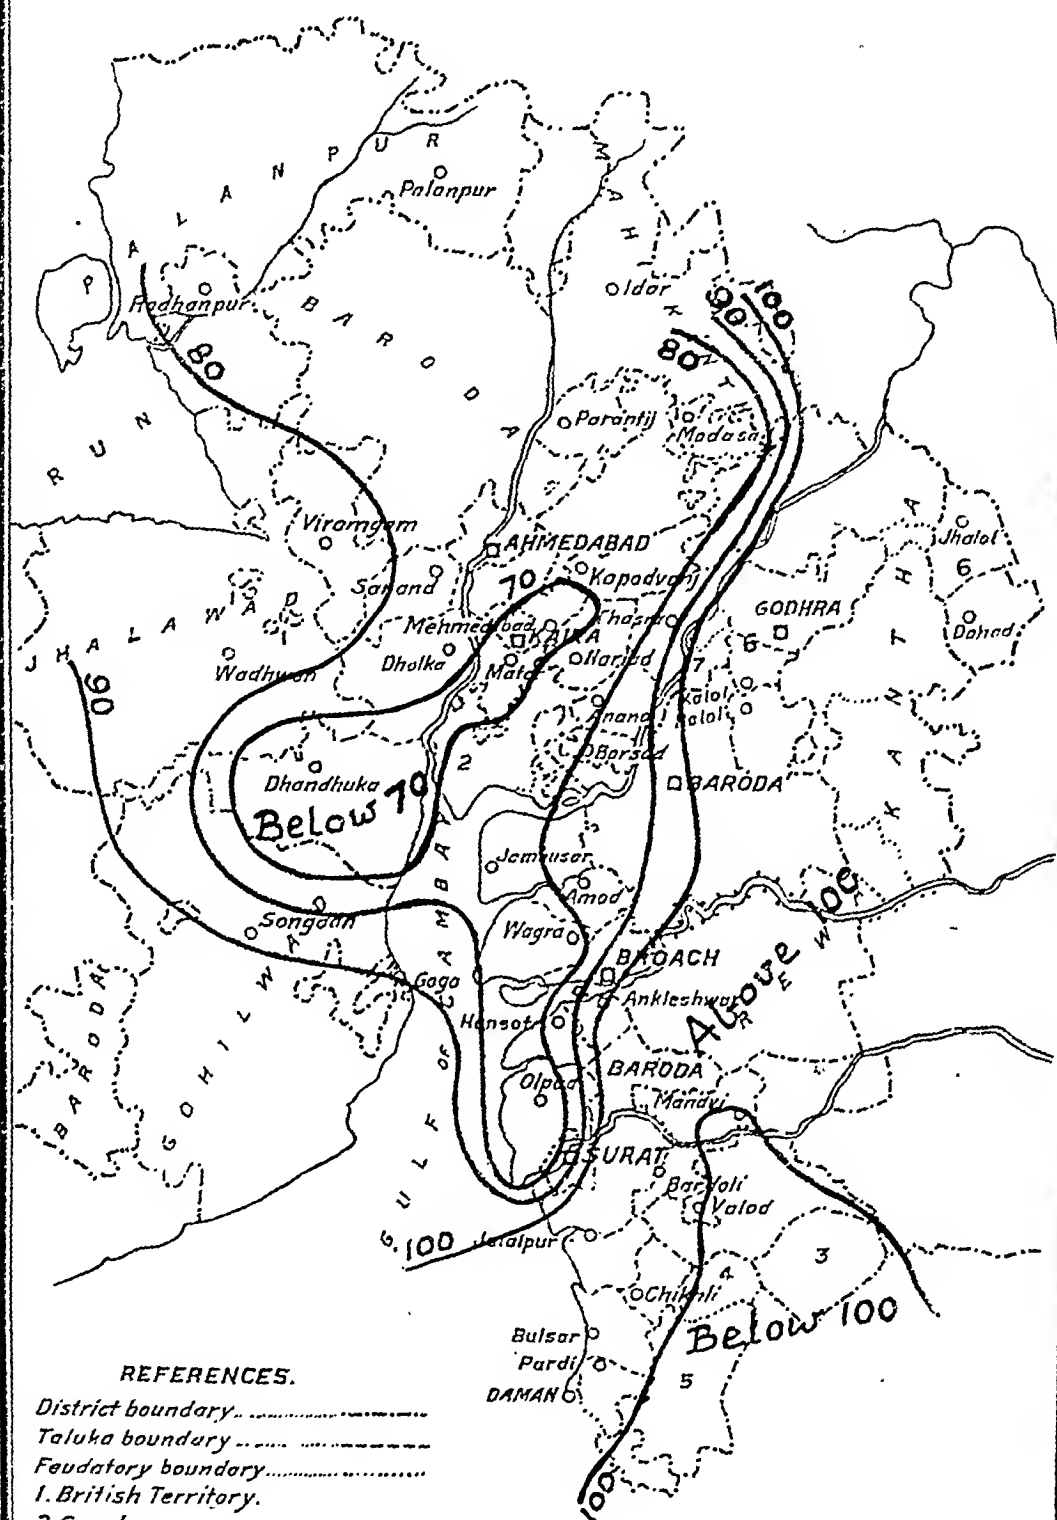 PALANPUR
Palanpur
MAHI KANTHA
Idar
Radhanpur
BARODA
80
90
100
80
Parantij
Modasa
RUN
Viramgam
AHMEDABAD
Kapadvanj
Sanand
70
Jhalol
6
JHALAWAD
GODHRA
Thasra
Mehmedabad
KAIRA
Dholka
Matar
Nariad
6
Dohad
Wadhwan
90
7
Kalol
Halol
Anand
Borsad
2
BARODA
Dhandhuka
Below 70
REWA KANTHA
Jambusar
Amod
100
Songadh
Wagra
BROACH
Gogo
Ankleshwar
Above
Hansot
BARODA
GOHILWAD
BARODA
Olpad
Mandvi
GULF OF CAMBAY
SURAT
Bardoli
Valod
100
Jalalpur
3
4
Chikhli
Below 100
Bulsar
Pardi
5
DAMAN
100
REFERENCES.
District boundary
Taluka boundary
Feudatory boundary
1. British Territory.